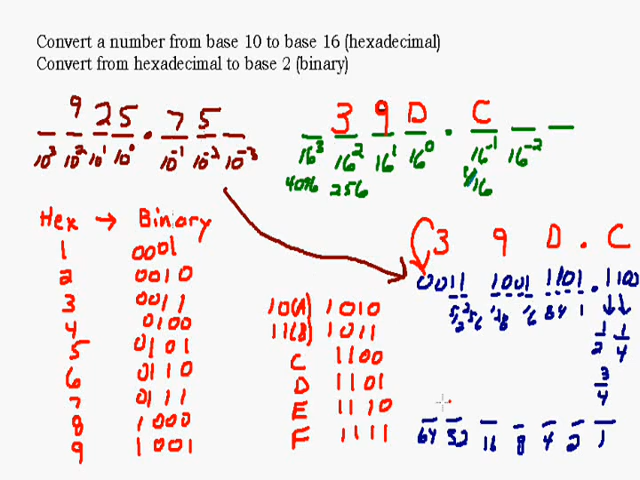 Convert a number from base 10 to base 16 (hexadecimal)
Convert from hexadecimal to base 2 (binary)
9 2 5 . 7 5
10³ 10² 10¹ 10⁰ 10⁻¹ 10⁻² 10⁻³
3 9 D . C
16³ 16² 16¹ 16⁰ 16⁻¹ 16⁻²
4096 256 1/16
Hex → Binary
1 0001
2 0010
3 0011
4 0100
5 0101
6 0110
7 0111
8 1000
9 1001
10(A) 1010
11(B) 1011
C 1100
D 1101
E 1110
F 1111
3 9 D . C
0011 1001 1101 . 1100
8 4 1
1/2 1/4
3/4
64 32 16 8 4 2 1